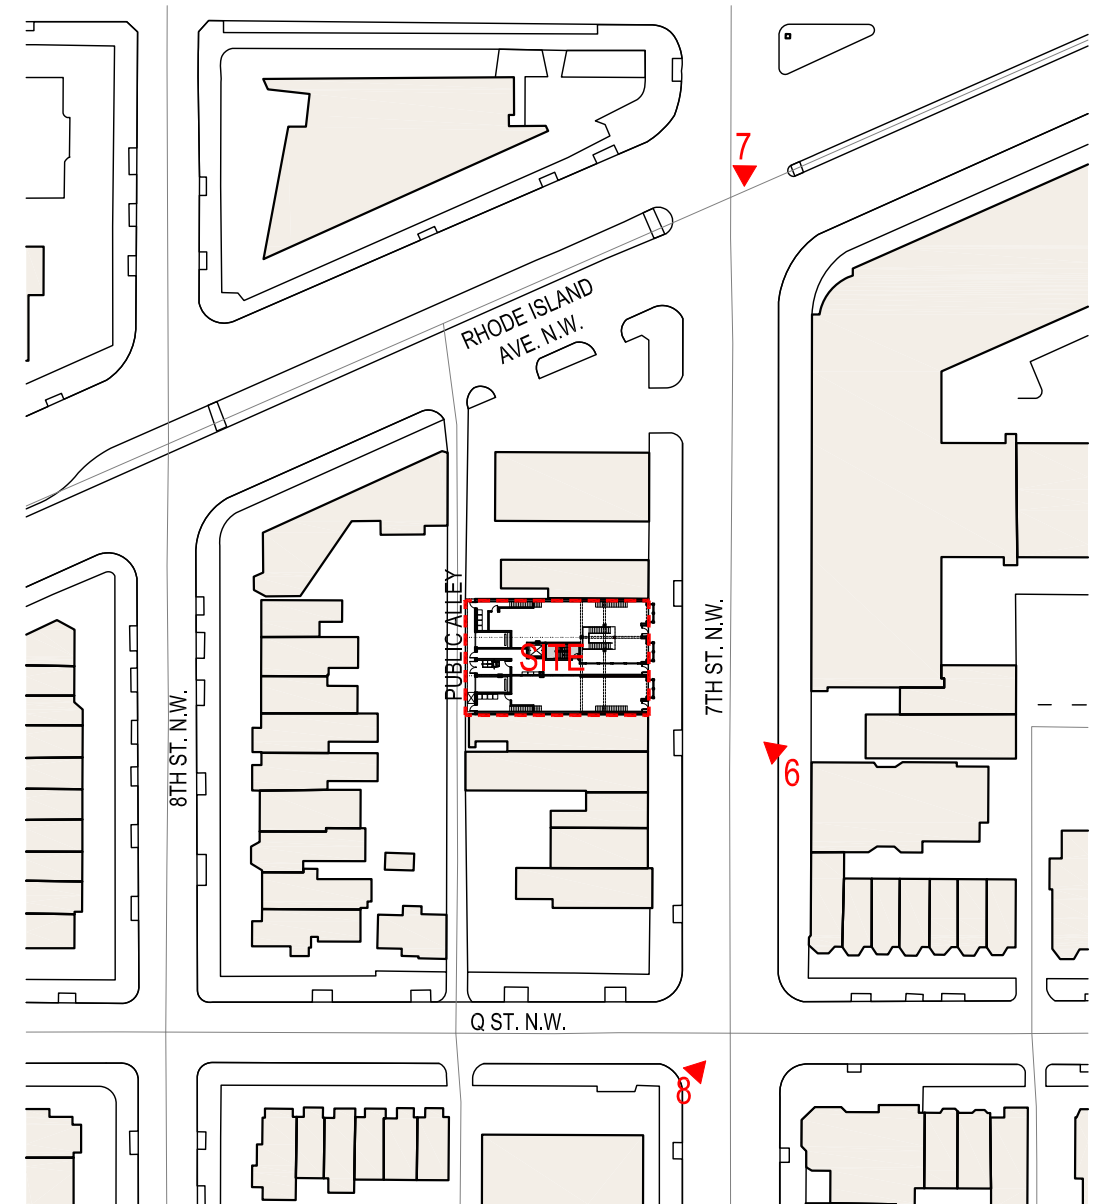 7
RHODE ISLAND
AVE. N.W.
PUBLIC ALLEY
SITE
7TH ST. N.W.
8TH ST. N.W.
6
Q ST. N.W.
8